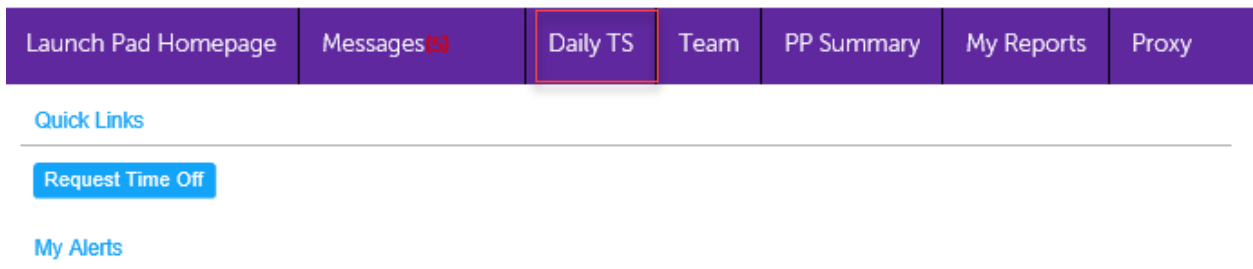 Launch Pad Homepage Messages(5) Daily TS Team PP Summary My Reports Proxy
Quick Links
Request Time Off
My Alerts